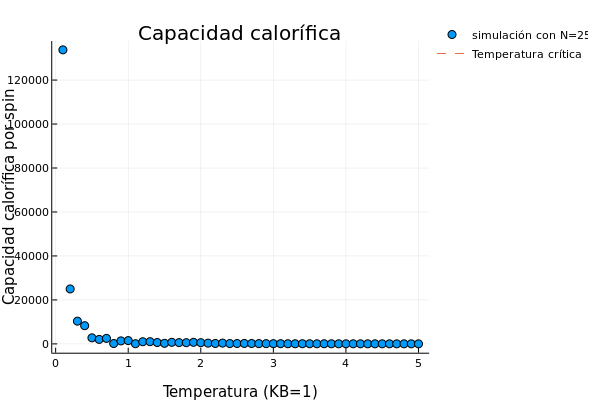 Capacidad calorífica
simulación con N=25
Temperatura crítica
Capacidad calorífica por spin
120000
100000
80000
60000
40000
20000
0
0 1 2 3 4 5
Temperatura (KB=1)